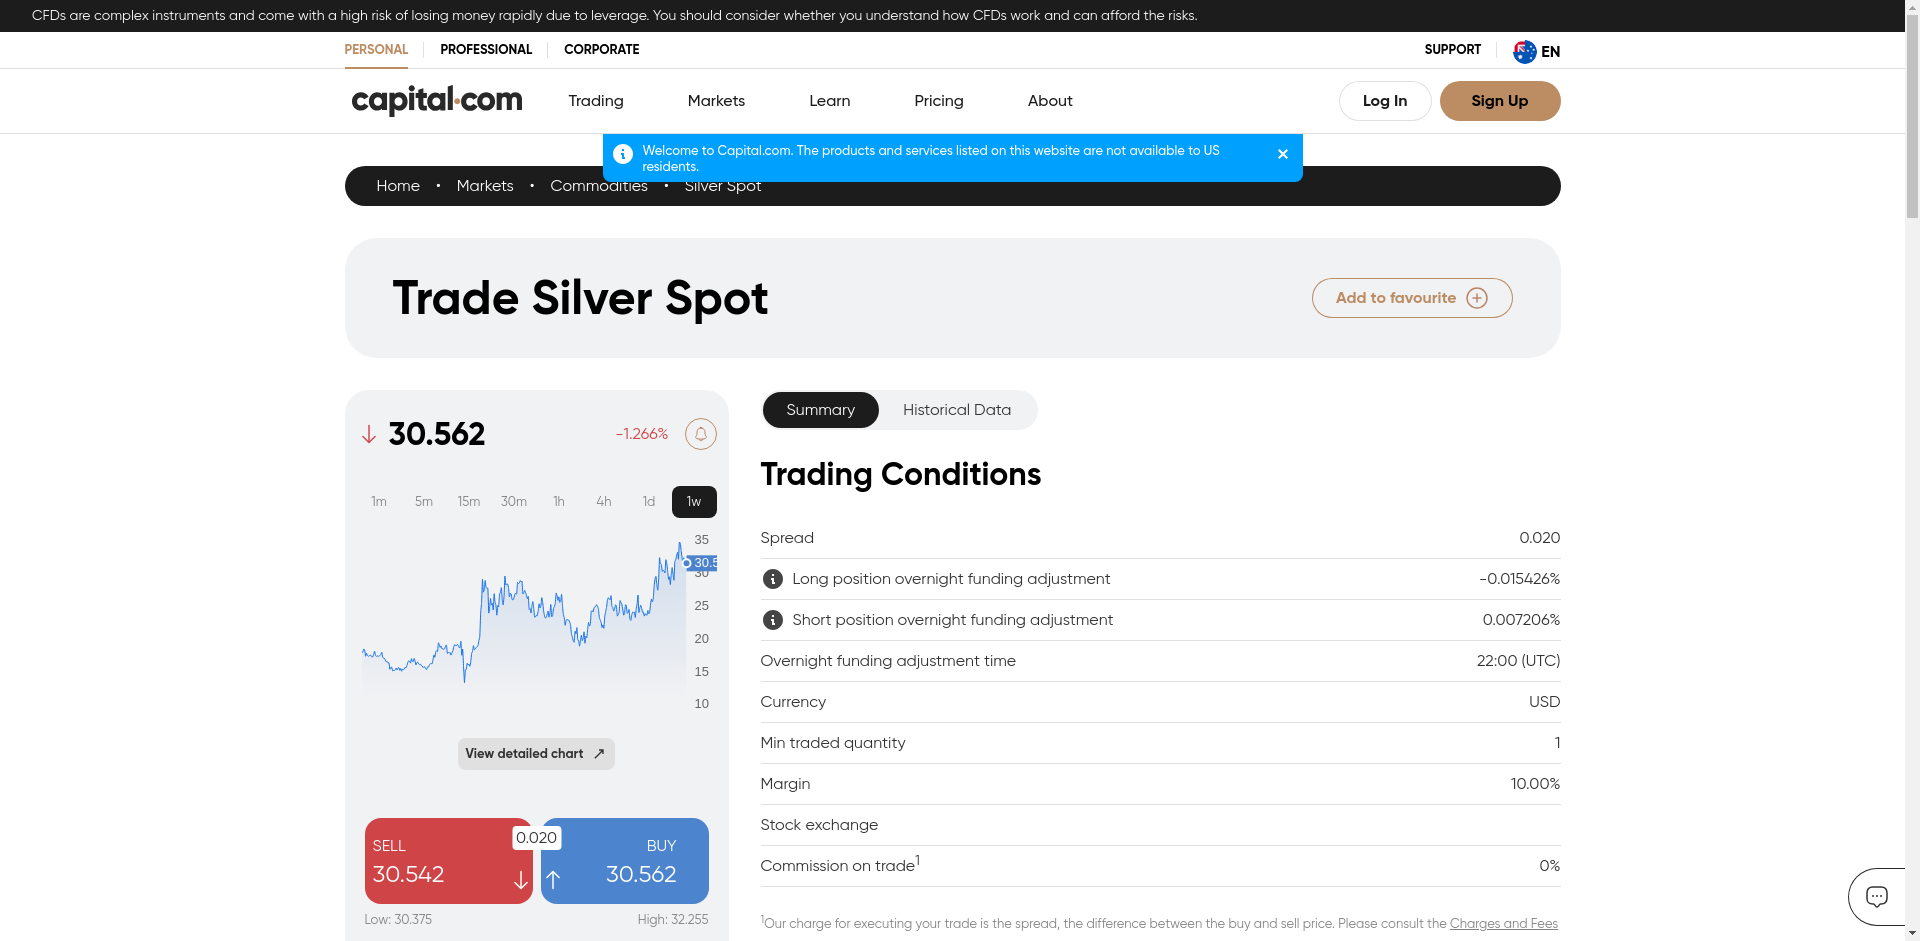 CFDs are complex instruments and come with a high risk of losing money rapidly due to leverage. You should consider whether you understand how CFDs work and can afford the risks.
PERSONAL PROFESSIONAL CORPORATE SUPPORT EN
capital.com Trading Markets Learn Pricing About Log In Sign Up
Welcome to Capital.com. The products and services listed on this website are not available to US
residents.
Home • Markets • Commodities • Silver Spot
Trade Silver Spot
Add to favourite
30.562 -1.266%
1m 5m 15m 30m 1h 4h 1d 1w
35
30.5
30
25
20
15
10
View detailed chart
SELL 0.020 BUY
30.542 30.562
Low: 30.375 High: 32.255
Summary Historical Data
Trading Conditions
Spread 0.020
Long position overnight funding adjustment -0.015426%
Short position overnight funding adjustment 0.007206%
Overnight funding adjustment time 22:00 (UTC)
Currency USD
Min traded quantity 1
Margin 10.00%
Stock exchange
Commission on trade1 0%
1Our charge for executing your trade is the spread, the difference between the buy and sell price. Please consult the Charges and Fees